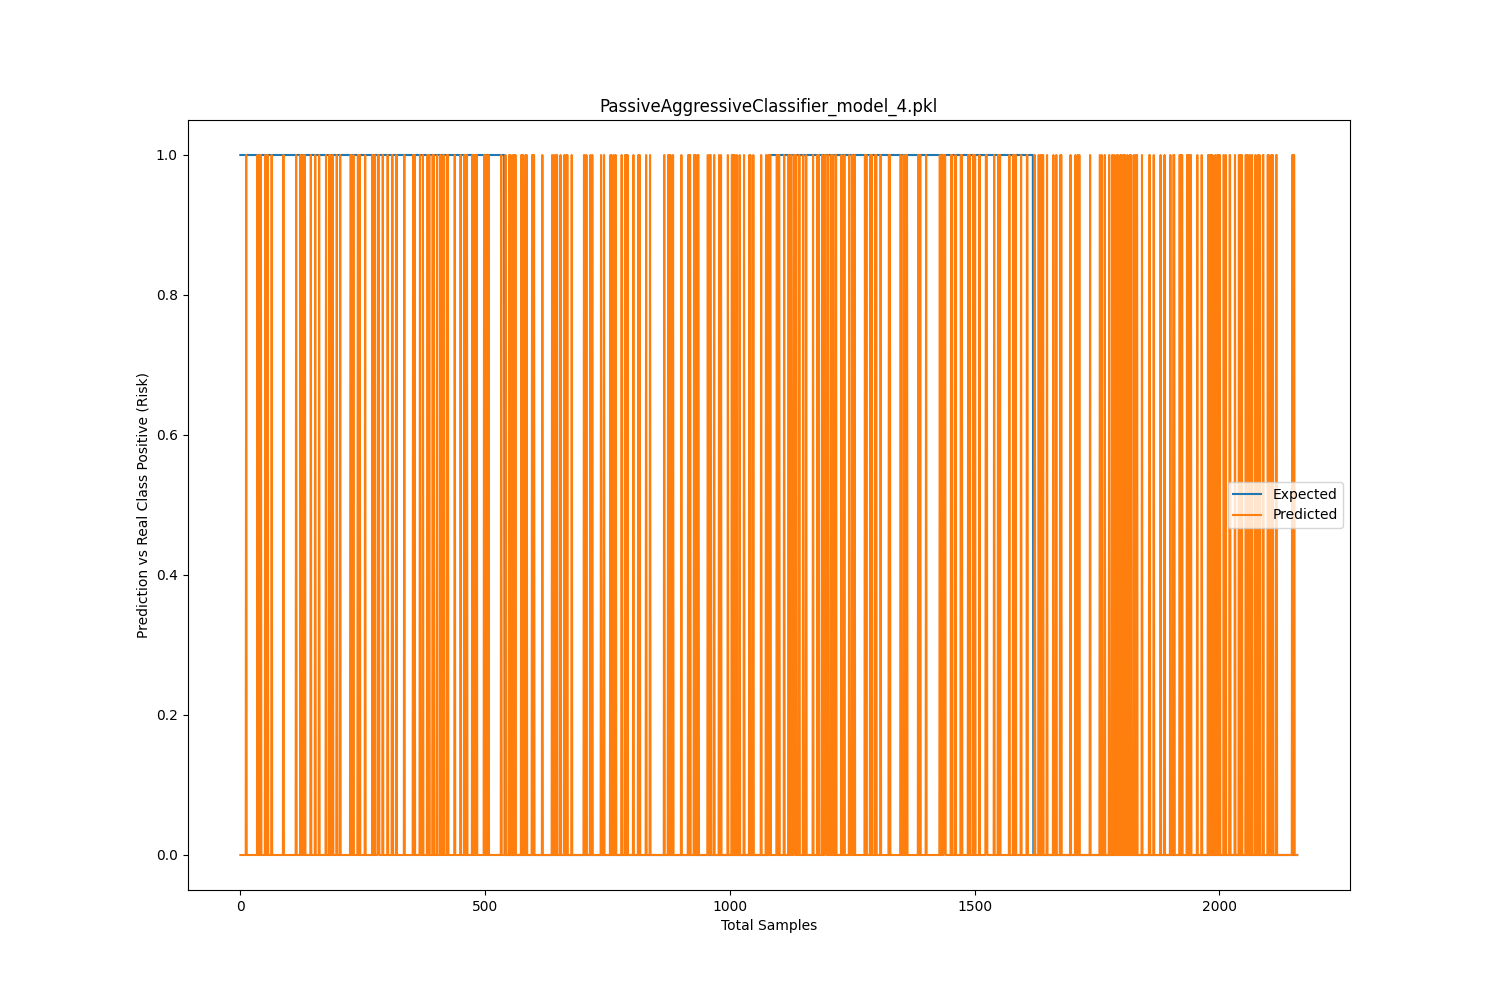 PassiveAggressiveClassifier_model_4.pkl
1.0
0.8
0.6
0.4
0.2
0.0
Prediction vs Real Class Positive (Risk)
Expected
Predicted
0 500 1000 1500 2000
Total Samples